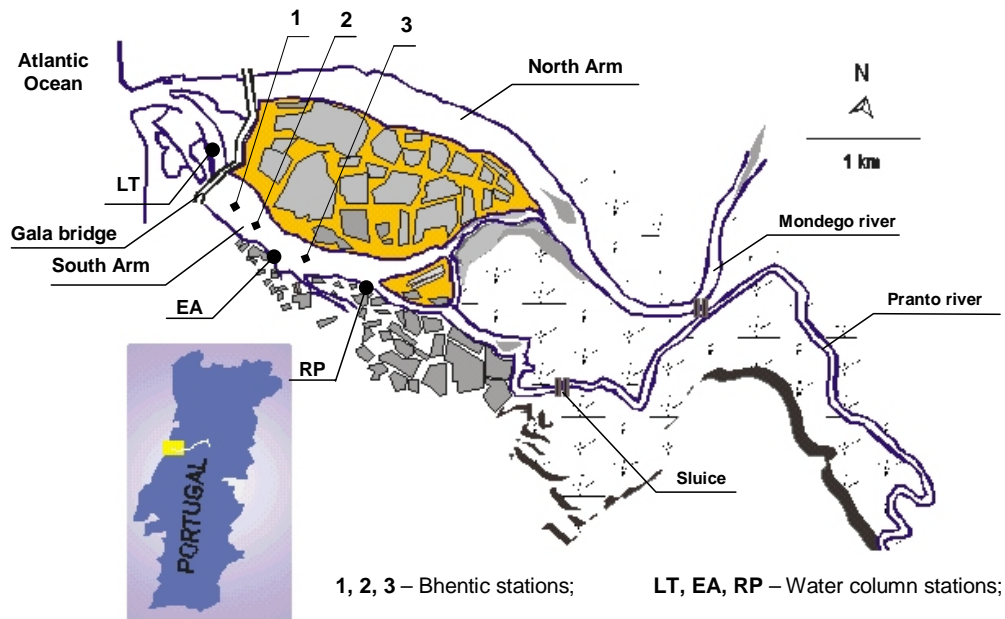 1
2
3
Atlantic
Ocean
North Arm
N
1 km
LT
Gala bridge
South Arm
EA
RP
Mondego river
Pranto river
Sluice
PORTUGAL
1, 2, 3 – Bhentic stations;
LT, EA, RP – Water column stations;